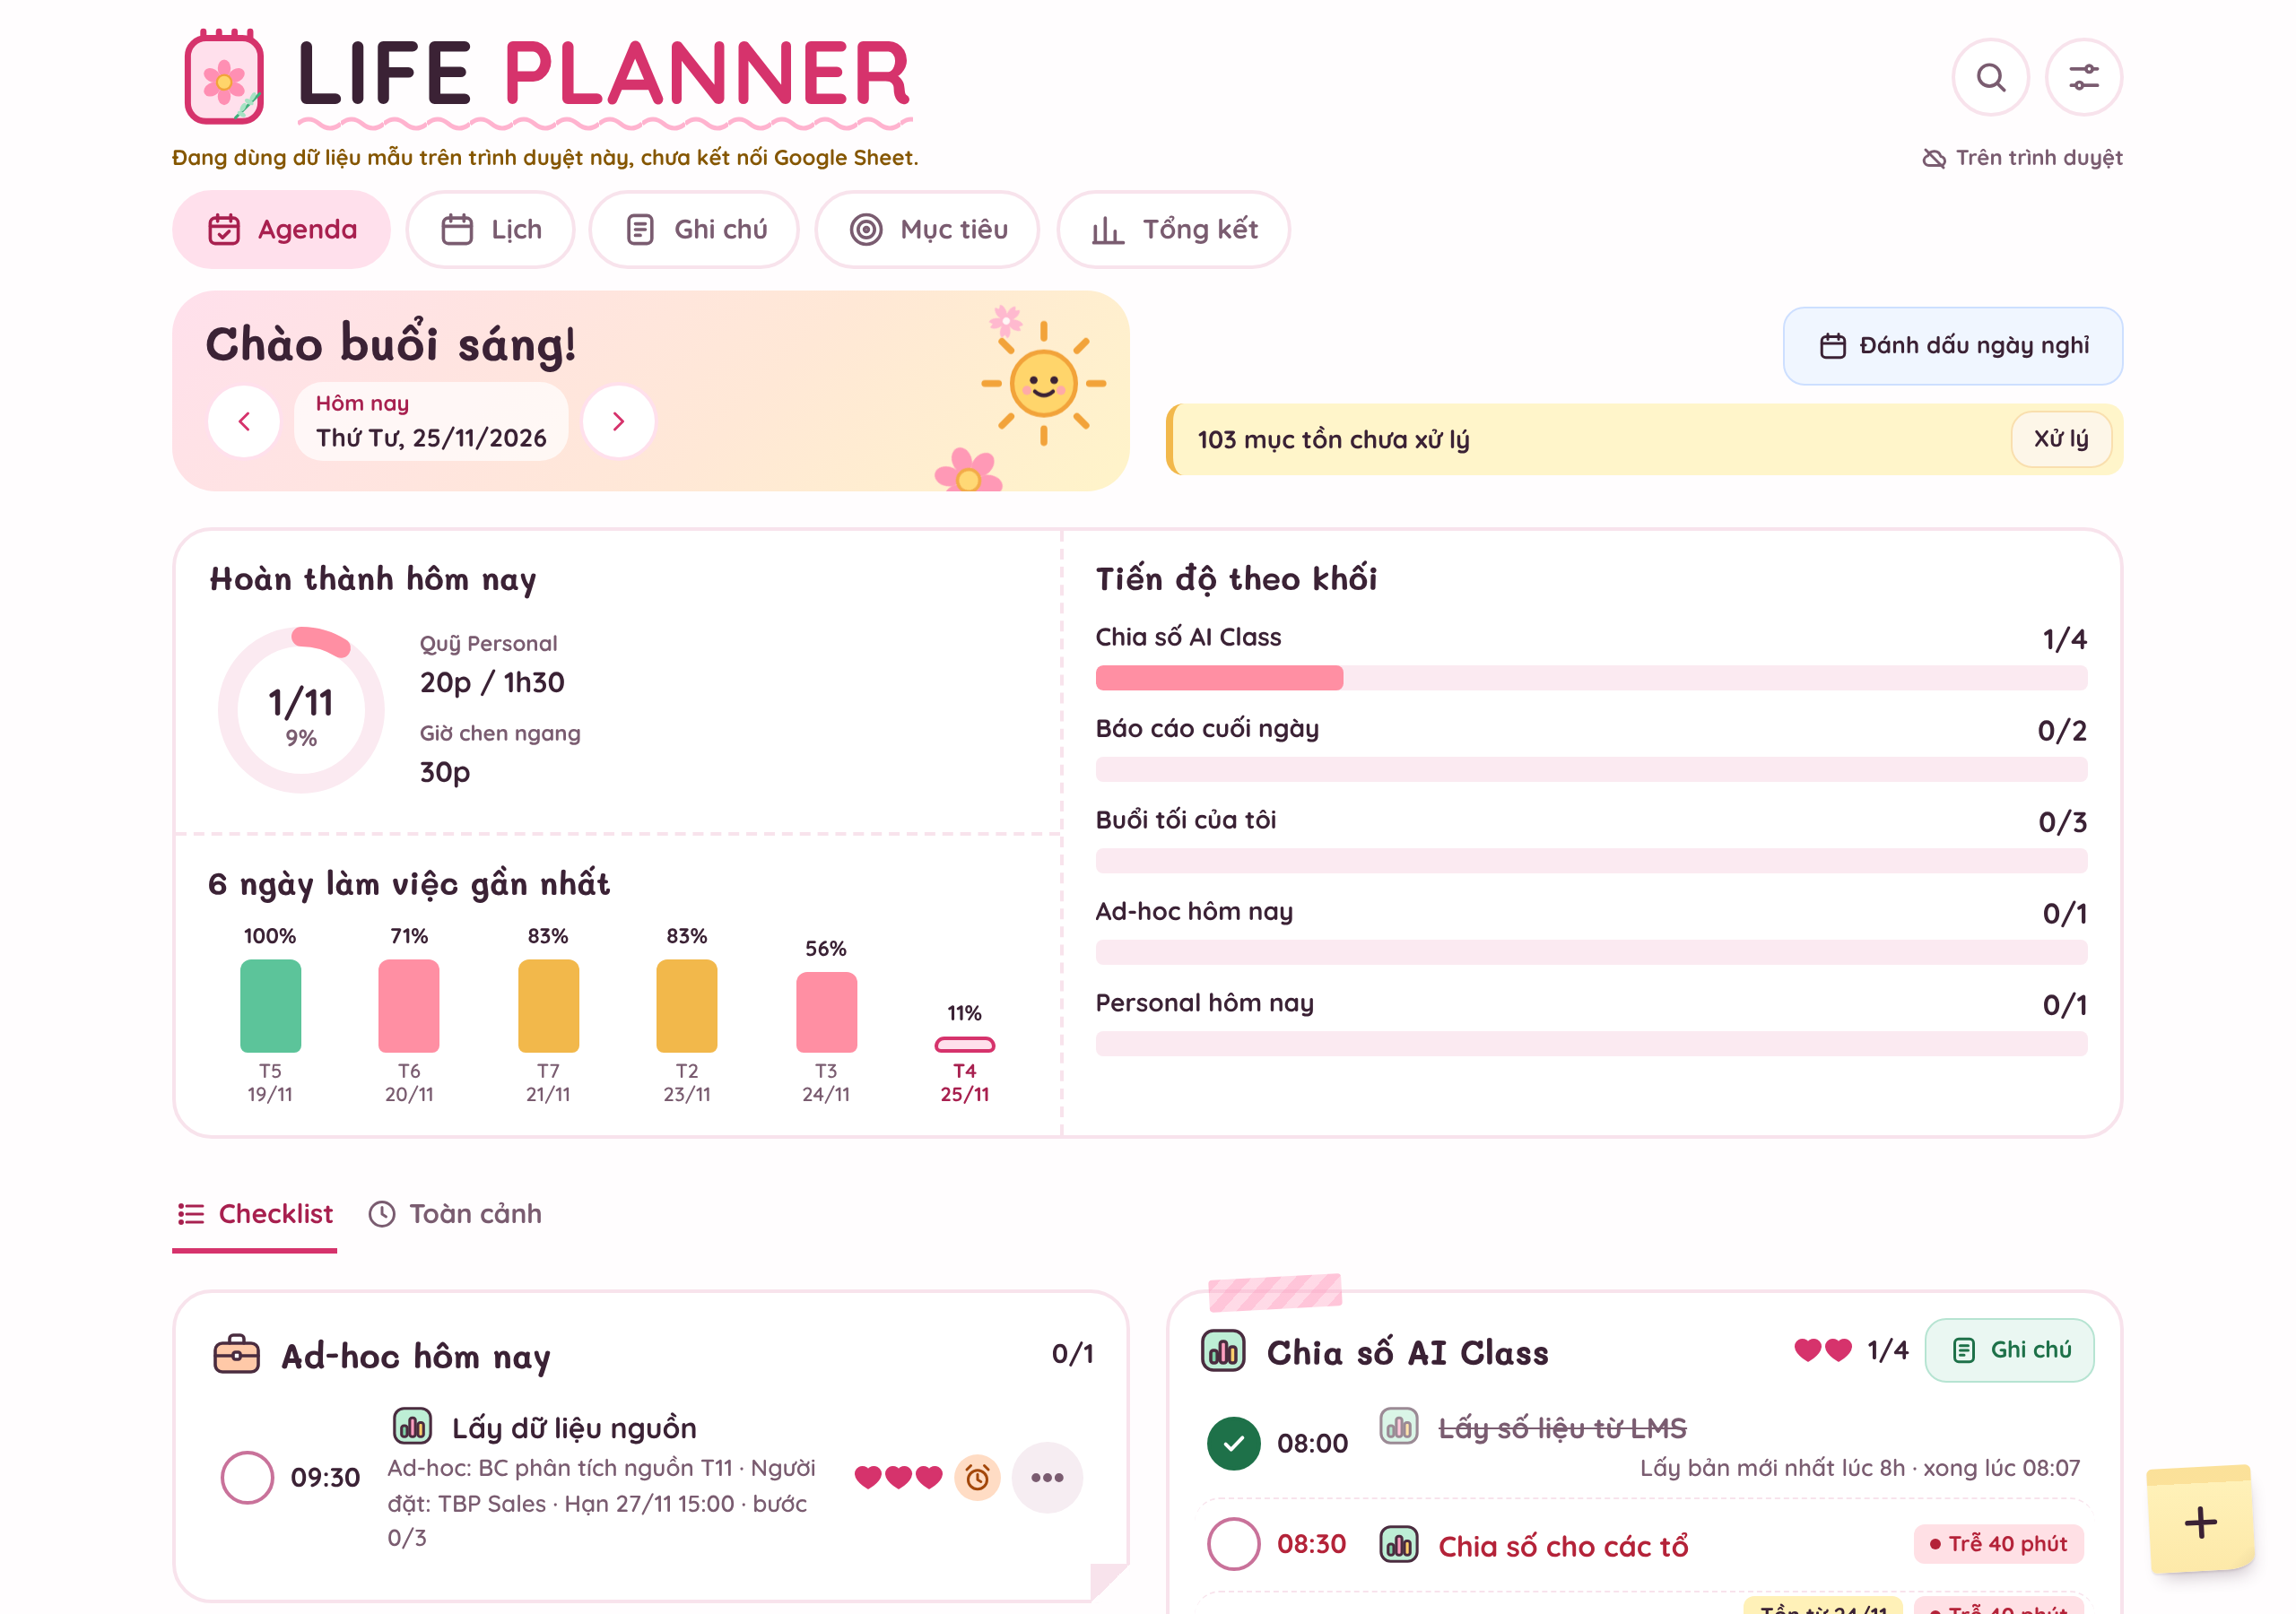 LIFE PLANNER
Đang dùng dữ liệu mẫu trên trình duyệt này, chưa kết nối Google Sheet.
Trên trình duyệt
Agenda
Lịch
Ghi chú
Mục tiêu
Tổng kết
Chào buổi sáng!
Hôm nay
Thứ Tư, 25/11/2026
Đánh dấu ngày nghỉ
103 mục tồn chưa xử lý
Xử lý
Hoàn thành hôm nay
1/11
9%
Quỹ Personal
20p / 1h30
Giờ chen ngang
30p
6 ngày làm việc gần nhất
100%
71%
83%
83%
56%
11%
T5
19/11
T6
20/11
T7
21/11
T2
23/11
T3
24/11
T4
25/11
Tiến độ theo khối
Chia số AI Class
1/4
Báo cáo cuối ngày
0/2
Buổi tối của tôi
0/3
Ad-hoc hôm nay
0/1
Personal hôm nay
0/1
Checklist
Toàn cảnh
Ad-hoc hôm nay
0/1
09:30
Lấy dữ liệu nguồn
Ad-hoc: BC phân tích nguồn T11 · Người
đặt: TBP Sales · Hạn 27/11 15:00 · bước
0/3
Chia số AI Class
1/4
Ghi chú
08:00
Lấy số liệu từ LMS
Lấy bản mới nhất lúc 8h · xong lúc 08:07
08:30
Chia số cho các tổ
Trễ 40 phút
Tồn từ 24/11
Trễ 40 phút